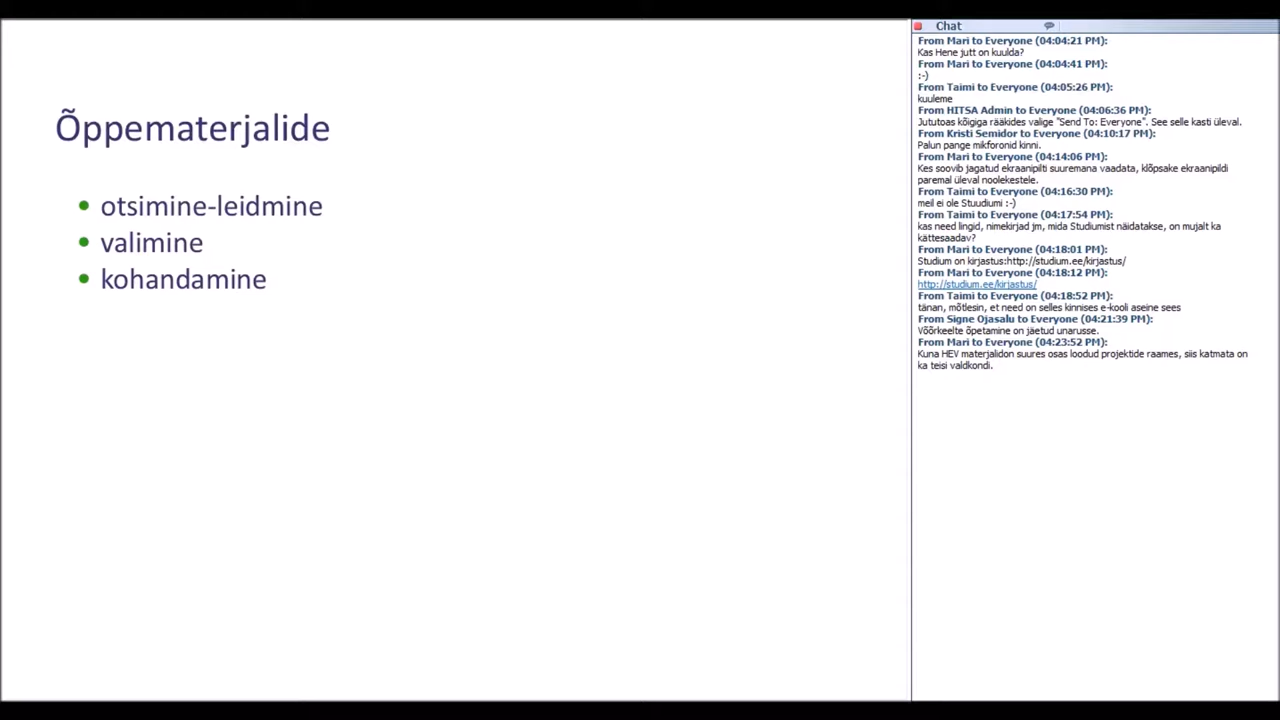 Õppematerjalide
otsimine-leidmine
valimine
kohandamine
Chat
From Mari to Everyone (04:04:21 PM):
Kas Hene jutt on kuulda?
From Mari to Everyone (04:04:41 PM):
:-)
From Taimi to Everyone (04:05:26 PM):
kuuleme
From HITSA Admin to Everyone (04:06:36 PM):
Jututoas kõigiga rääkides valige "Send To: Everyone". See selle kasti üleval.
From Kristi Semidor to Everyone (04:10:17 PM):
Palun pange mikforonid kinni.
From Mari to Everyone (04:14:06 PM):
Kes soovib jagatud ekraanipilti suuremana vaadata, klõpsake ekraanipildi
paremal üleval noolekestele.
From Taimi to Everyone (04:16:30 PM):
meil ei ole Stuudiumi :-)
From Taimi to Everyone (04:17:54 PM):
kas need lingid, nimekirjad jm, mida Studiumist näidatakse, on mujalt ka
kättesaadav?
From Mari to Everyone (04:18:01 PM):
Studium on kirjastus:http://studium.ee/kirjastus/
From Mari to Everyone (04:18:12 PM):
http://studium.ee/kirjastus/
From Taimi to Everyone (04:18:52 PM):
tänan, mõtlesin, et need on selles kinnises e-kooli aseine sees
From Signe Ojasalu to Everyone (04:21:39 PM):
Võõrkeelte õpetamine on jäetud unarusse.
From Mari to Everyone (04:23:52 PM):
Kuna HEV materjalidon suures osas loodud projektide raames, siis katmata on
ka teisi valdkondi.